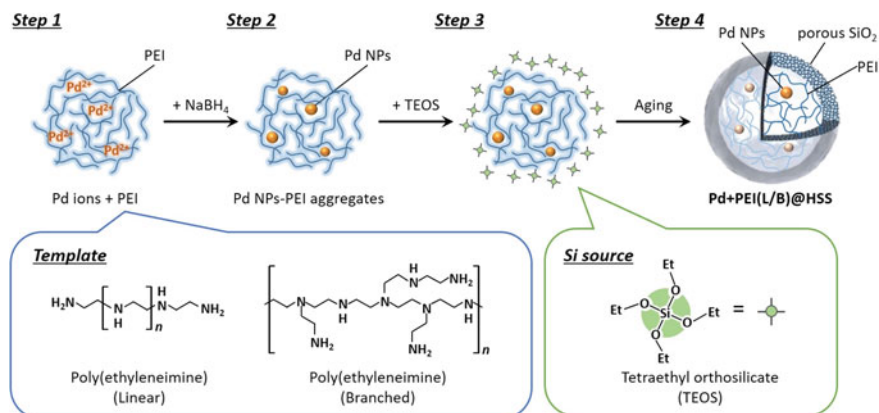 Step 1
Step 2
Step 3
Step 4
PEI
Pd²⁺
Pd²⁺
Pd²⁺
Pd²⁺
+ NaBH₄
Pd NPs
+ TEOS
Aging
Pd NPs
porous SiO₂
PEI
Pd ions + PEI
Pd NPs-PEI aggregates
Pd+PEI(L/B)@HSS
Template
H₂N
N
H
n
H
N
NH₂
Poly(ethyleneimine)
(Linear)
N
NH₂
N
H
N
H
N
NH₂
N
NH₂
N
H
n
Poly(ethyleneimine)
(Branched)
Si source
Et
Et
O
O
Si
O
O
Et
Et
=
Tetraethyl orthosilicate
(TEOS)